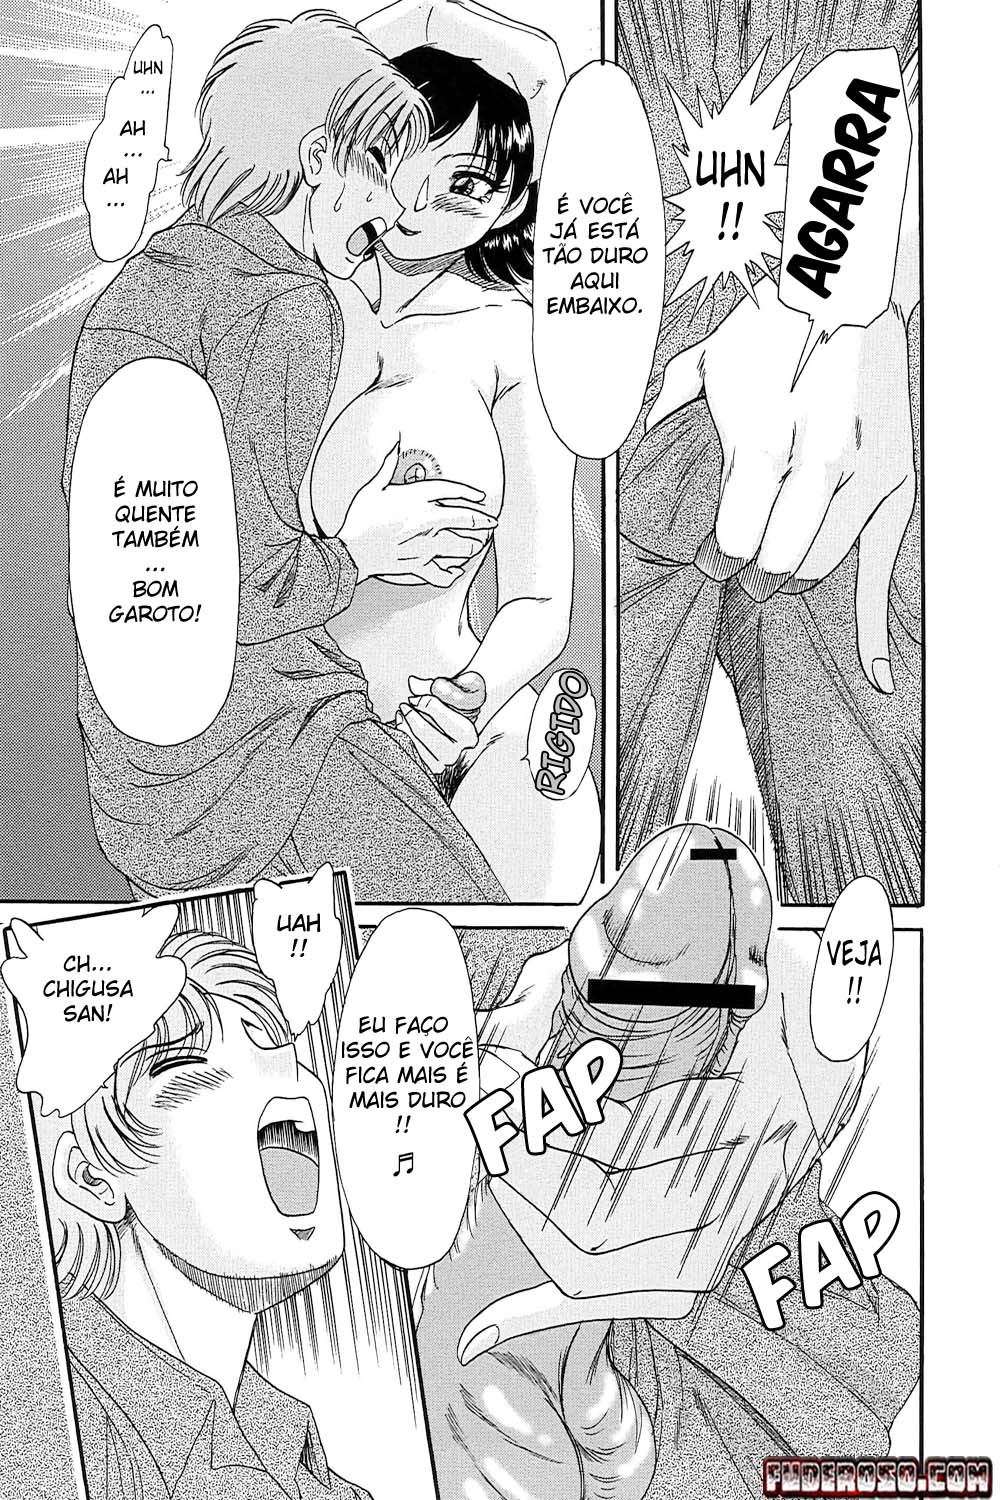 AGARRA
UHN
!!
É VOCÊ
JÁ ESTÁ
TÃO DURO
AQUI
EMBAIXO.
UHN
...
AH
...
AH
...
É MUITO
QUENTE
TAMBÉM
...
BOM
GAROTO!
RIGIDO
VEJA
!!
EU FAÇO
ISSO E VOCÊ
FICA MAIS É
MAIS DURO
!!
♬
FAP
FAP
UAH
!!
CH...
CHIGUSA
SAN!
FUDEROSO.COM